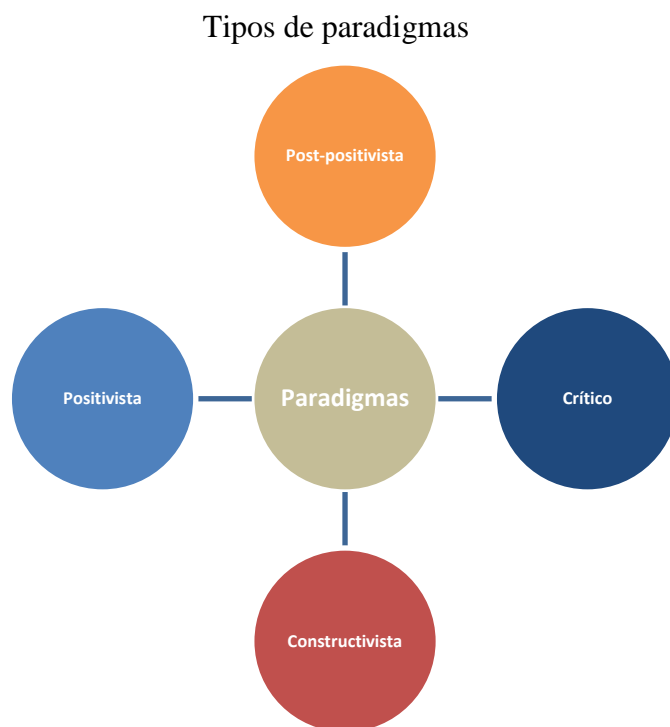 Tipos de paradigmas
Post-positivista
Positivista
Paradigmas
Crítico
Constructivista